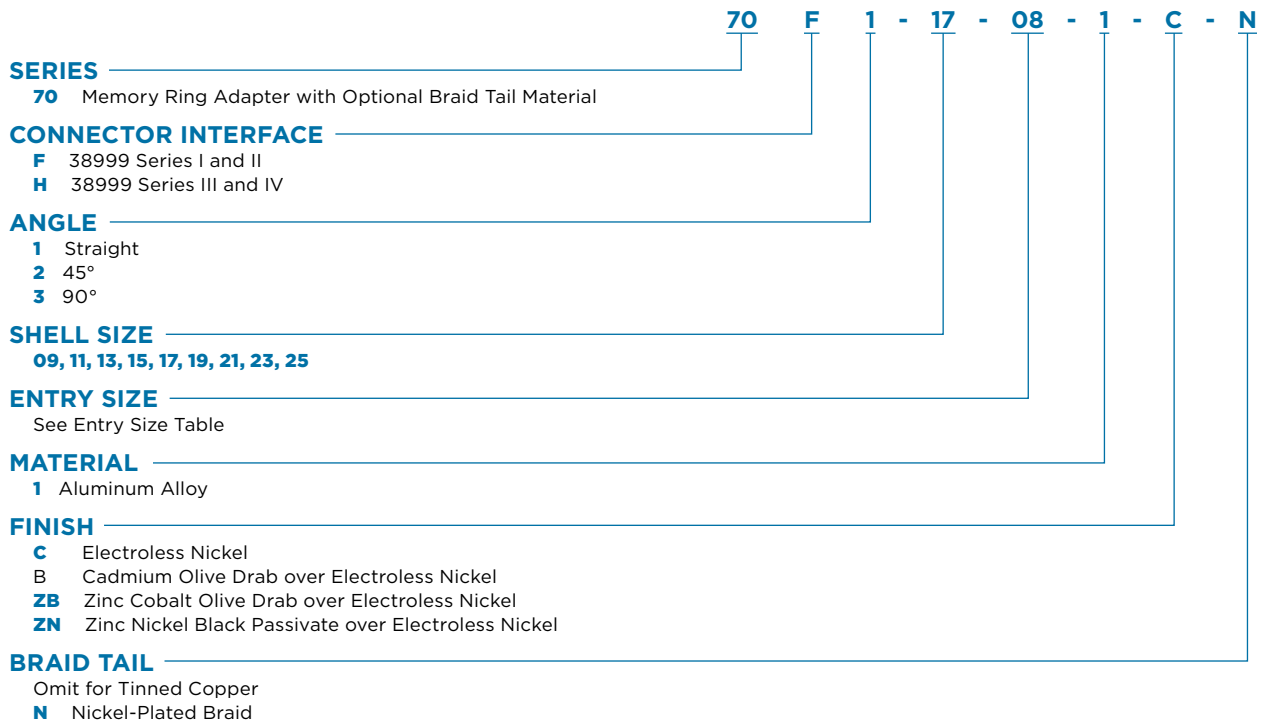 70 F 1 - 17 - 08 - 1 - C - N
SERIES
70 Memory Ring Adapter with Optional Braid Tail Material
CONNECTOR INTERFACE
F 38999 Series I and II
H 38999 Series III and IV
ANGLE
1 Straight
2 45°
3 90°
SHELL SIZE
09, 11, 13, 15, 17, 19, 21, 23, 25
ENTRY SIZE
See Entry Size Table
MATERIAL
1 Aluminum Alloy
FINISH
C Electroless Nickel
B Cadmium Olive Drab over Electroless Nickel
ZB Zinc Cobalt Olive Drab over Electroless Nickel
ZN Zinc Nickel Black Passivate over Electroless Nickel
BRAID TAIL
Omit for Tinned Copper
N Nickel-Plated Braid